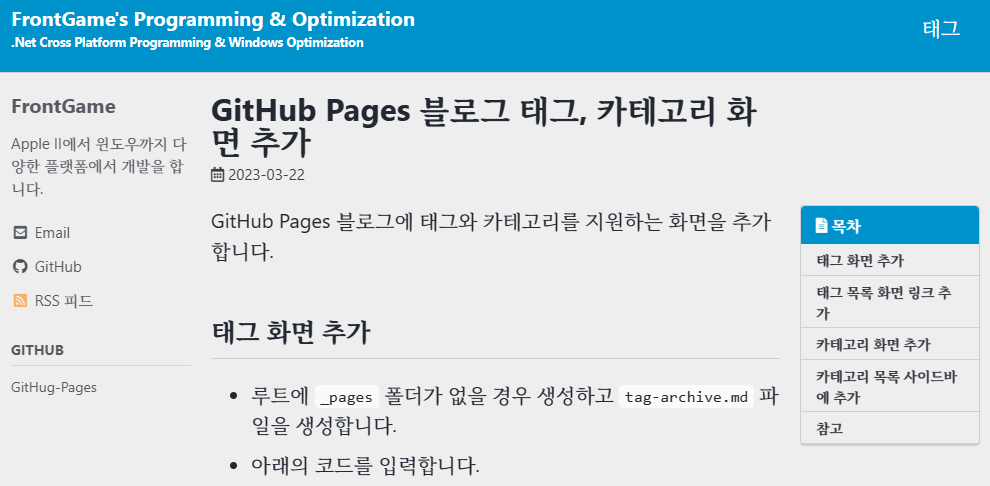 FrontGame's Programming & Optimization
.Net Cross Platform Programming & Windows Optimization
태그
FrontGame
Apple II에서 윈도우까지 다
양한 플랫폼에서 개발을 합
니다.
Email
GitHub
RSS 피드
GITHUB
GitHug-Pages
GitHub Pages 블로그 태그, 카테고리 화
면 추가
2023-03-22
GitHub Pages 블로그에 태그와 카테고리를 지원하는 화면을 추가
합니다.
태그 화면 추가
• 루트에 _pages 폴더가 없을 경우 생성하고 tag-archive.md 파
일을 생성합니다.
• 아래의 코드를 입력합니다.
목차
태그 화면 추가
태그 목록 화면 링크 추
가
카테고리 화면 추가
카테고리 목록 사이드바
에 추가
참고